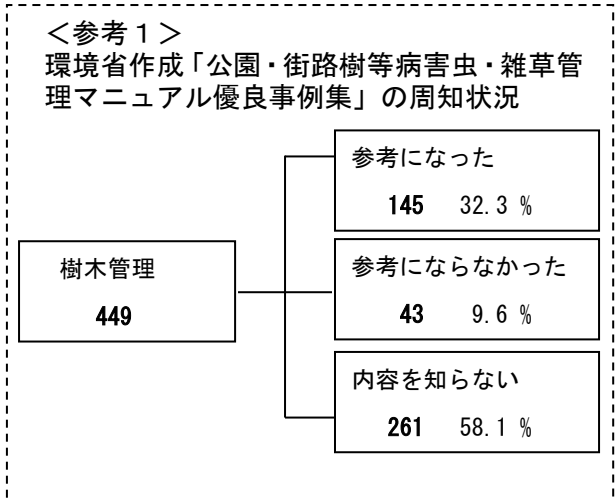 ＜参考１＞
環境省作成「公園・街路樹等病害虫・雑草管
理マニュアル優良事例集」の周知状況
参考になった
145 32.3 %
樹木管理
449
参考にならなかった
43 9.6 %
内容を知らない
261 58.1 %